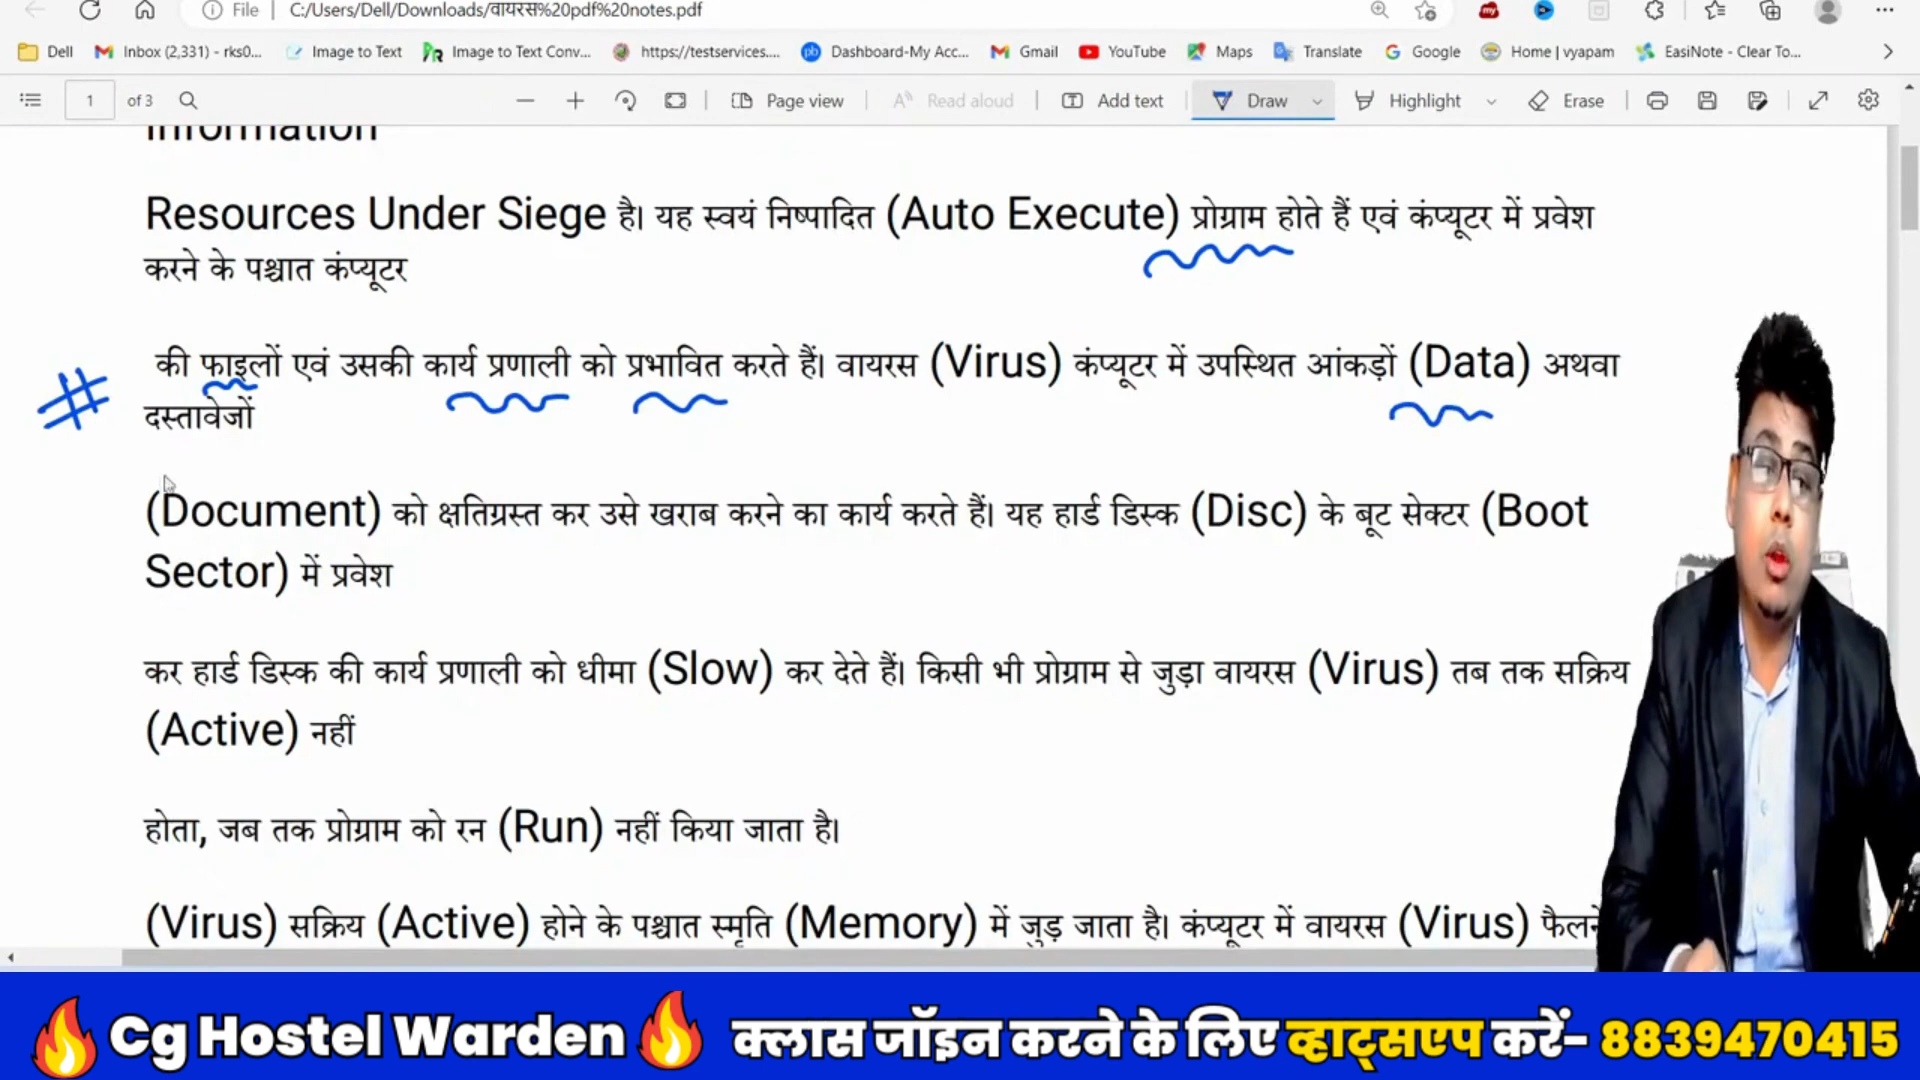 File
C:/Users/Dell/Downloads/वायरस%20pdf%20notes.pdf
Dell
Inbox (2,331) - rks0...
Image to Text
Image to Text Conv...
https://testservices....
Dashboard-My Acc...
Gmail
YouTube
Maps
Translate
Google
Home | vyapam
EasiNote - Clear To...
1 of 3
Page view
Read aloud
Add text
Draw
Highlight
Erase
Information
Resources Under Siege है। यह स्वयं निष्पादित (Auto Execute) प्रोग्राम होते हैं एवं कंप्यूटर में प्रवेश
करने के पश्चात कंप्यूटर
की फाइलों एवं उसकी कार्य प्रणाली को प्रभावित करते हैं। वायरस (Virus) कंप्यूटर में उपस्थित आंकड़ों (Data) अथवा
#
दस्तावेजों
(Document) को क्षतिग्रस्त कर उसे खराब करने का कार्य करते हैं। यह हार्ड डिस्क (Disc) के बूट सेक्टर (Boot
Sector) में प्रवेश
कर हार्ड डिस्क की कार्य प्रणाली को धीमा (Slow) कर देते हैं। किसी भी प्रोग्राम से जुड़ा वायरस (Virus) तब तक सक्रिय
(Active) नहीं
होता, जब तक प्रोग्राम को रन (Run) नहीं किया जाता है।
(Virus) सक्रिय (Active) होने के पश्चात स्मृति (Memory) में जुड़ जाता है। कंप्यूटर में वायरस (Virus)
Cg Hostel Warden
क्लास जॉइन करने के लिए व्हाट्सएप करें- 8839470415